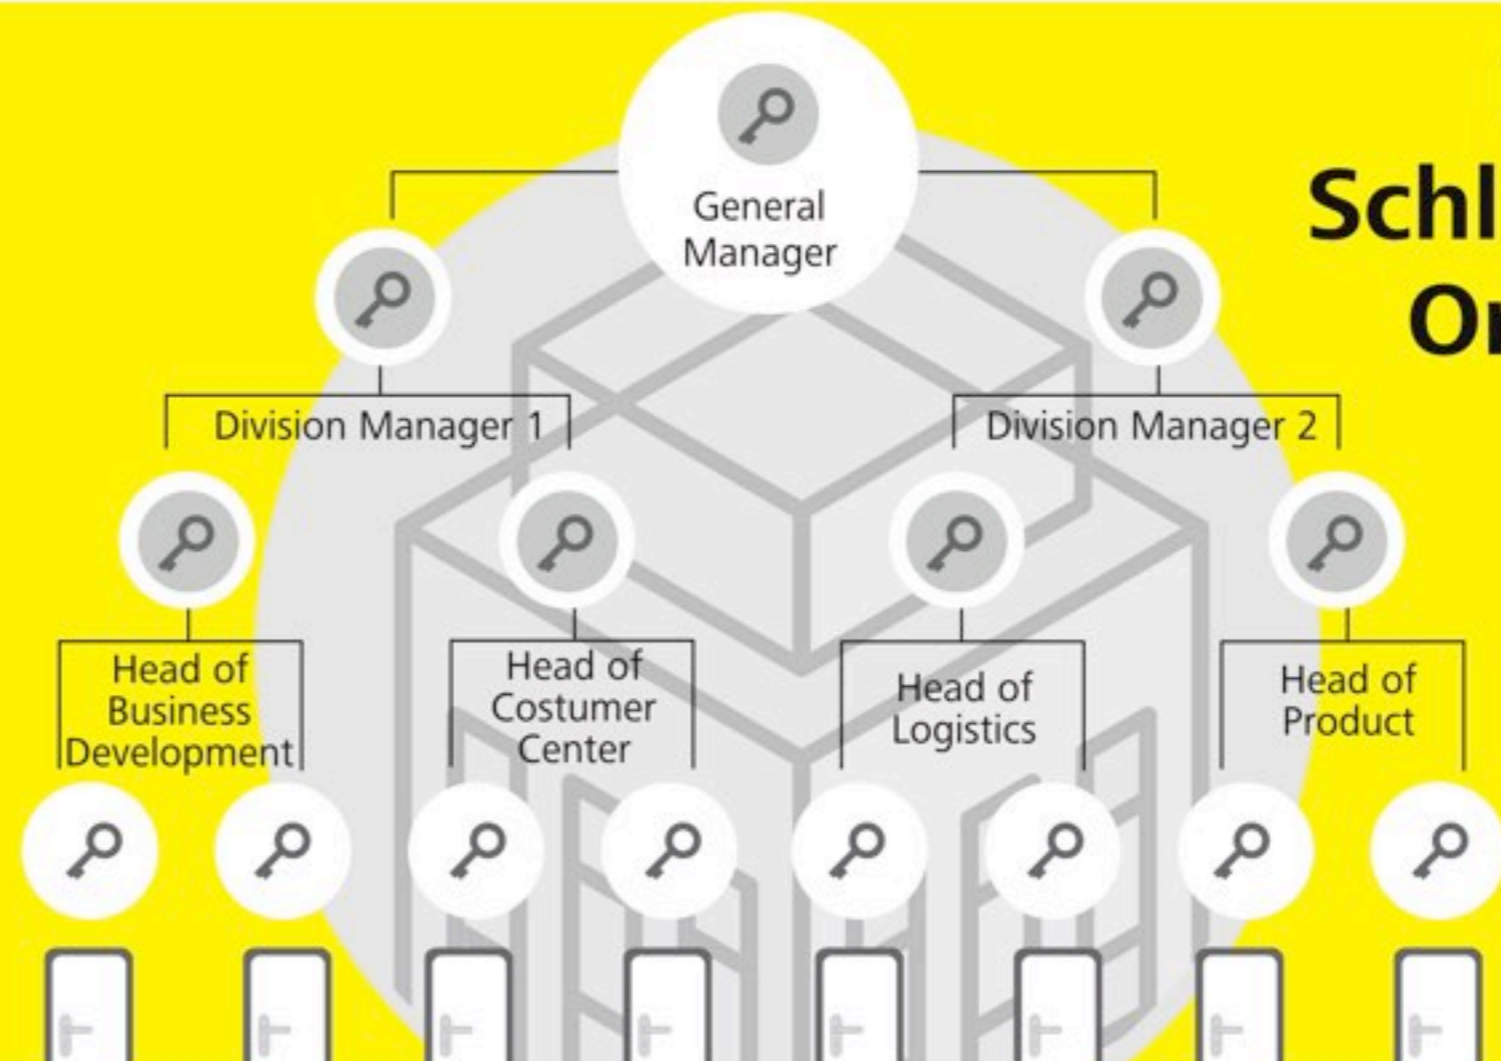 General
Manager
Schl
Or
Division Manager 1
Division Manager 2
Head of
Business
Development
Head of
Costumer
Center
Head of
Logistics
Head of
Product